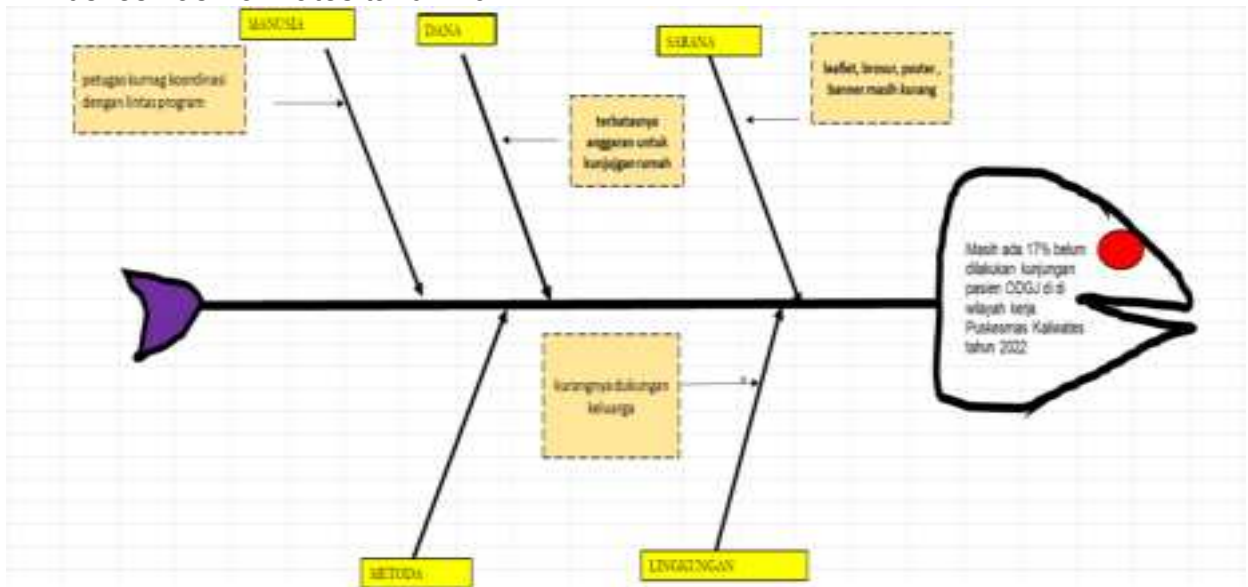 MANUSIA
DANA
SARANA
petugas kurnag koordinasi
dengan lintas program
terbatasnya
anggaran untuk
kunjujgan rumah
leaflet, brosur, poster ,
banner masih kurang
Masih ada 17% belum
dilakukan kunjungan
pasien ODGJ di di
wilayah kerja
Puskesmas Kaliwates
tahun 2022
kurangnya dukungan
keluarga
METODA
LINGKUNGAN